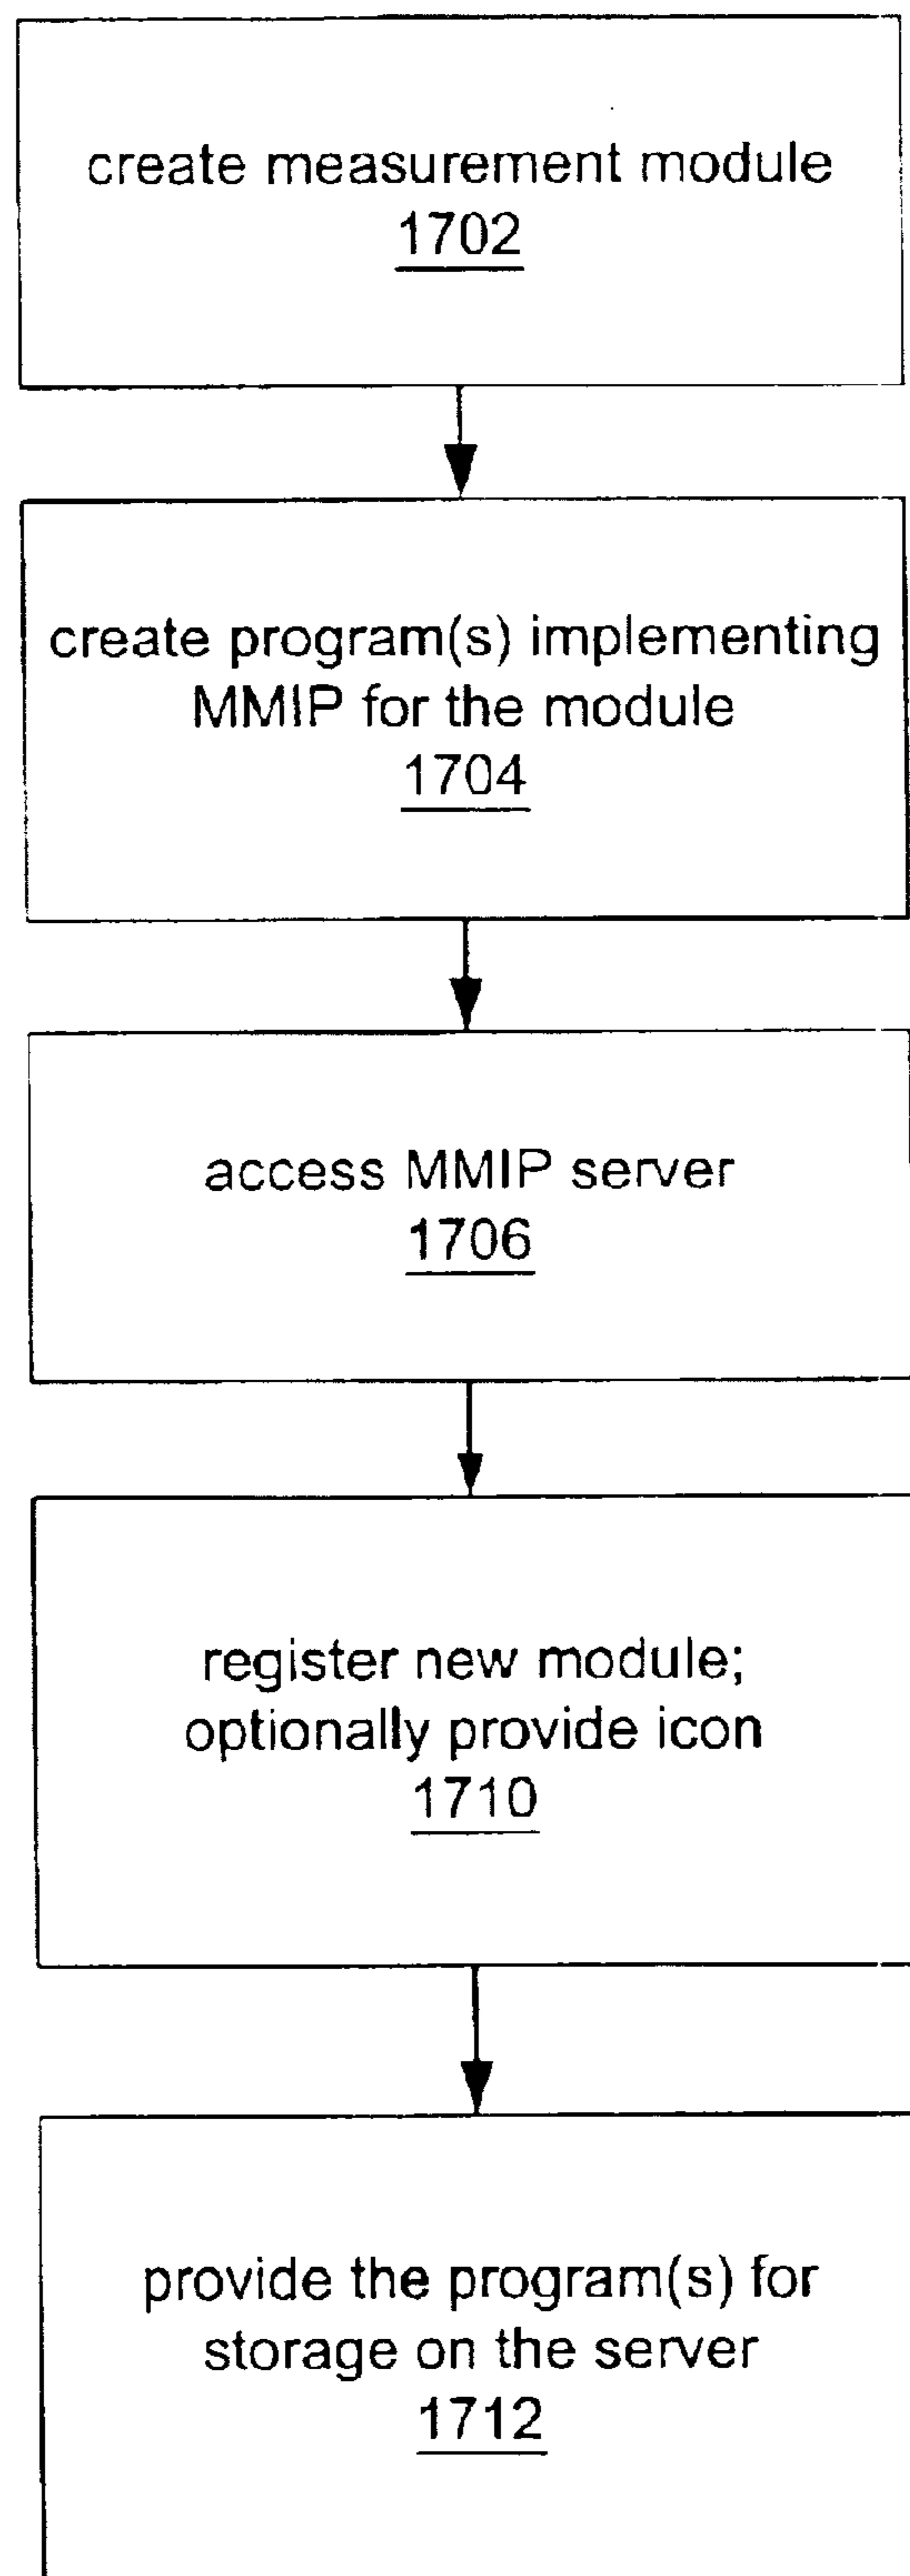 create measurement module
1702
create program(s) implementing
MMIP for the module
1704
access MMIP server
1706
register new module;
optionally provide icon
1710
provide the program(s) for
storage on the server
1712